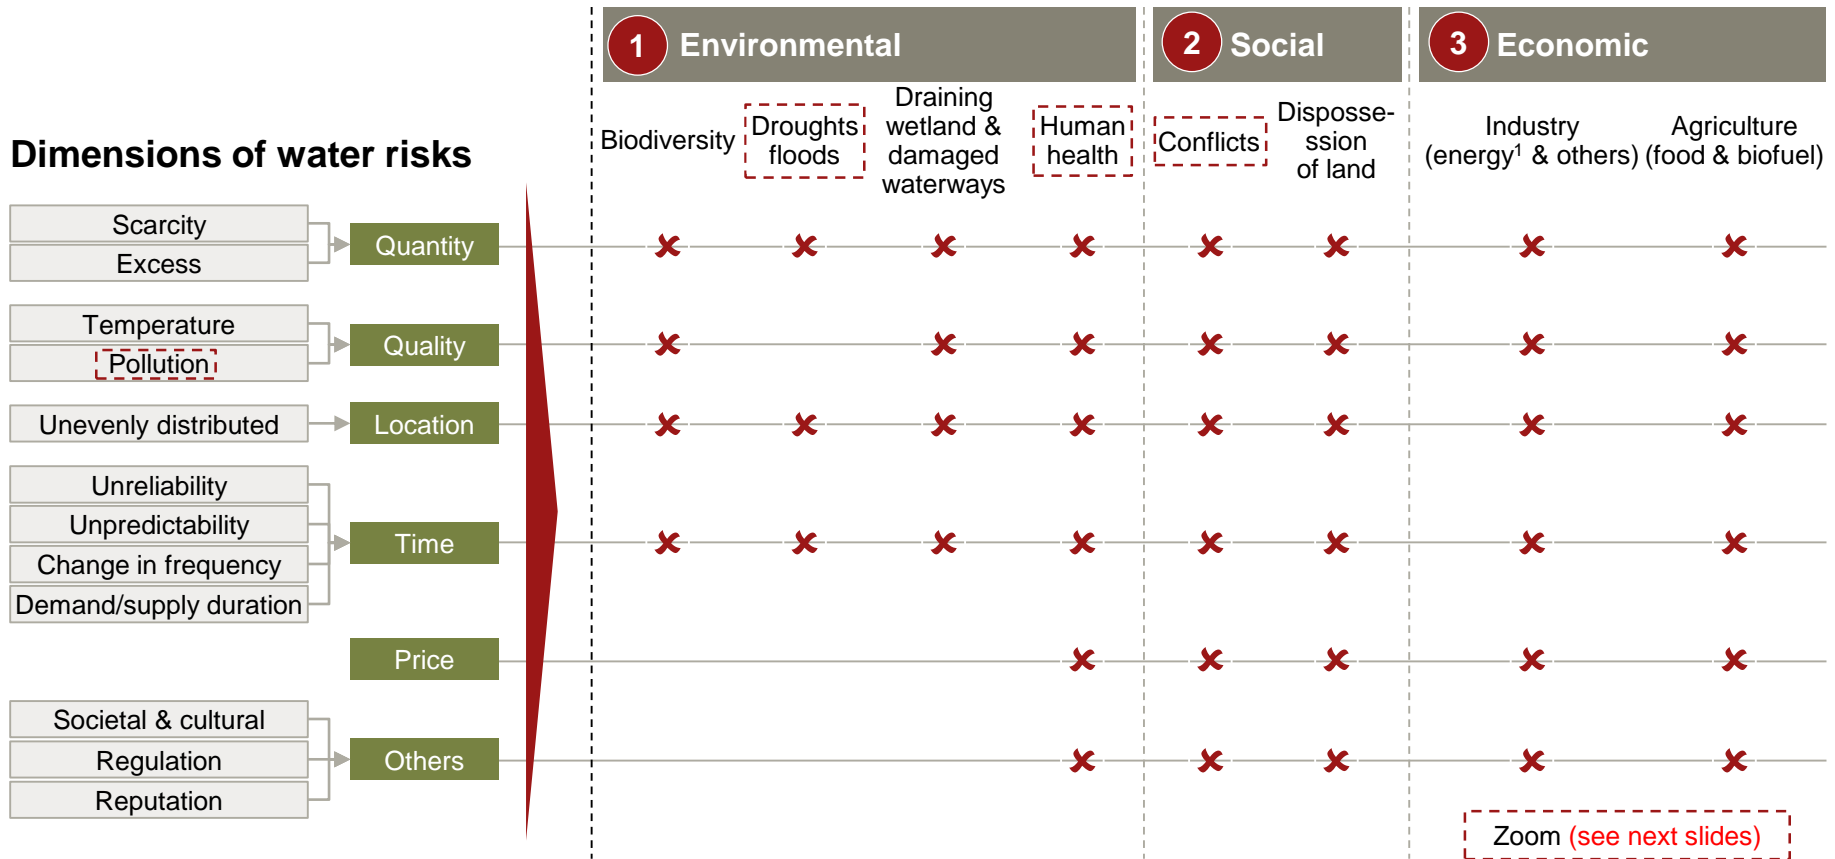 1 Environmental
2 Social
3 Economic
Dimensions of water risks
Biodiversity
Droughts
floods
Draining
wetland &
damaged
waterways
Human
health
Conflicts
Disposse-
ssion
of land
Industry
(energy¹ & others)
Agriculture
(food & biofuel)
Scarcity
Excess
Quantity
Temperature
Pollution
Quality
Unevenly distributed
Location
Unreliability
Unpredictability
Change in frequency
Demand/supply duration
Time
Price
Societal & cultural
Regulation
Reputation
Others
Zoom (see next slides)